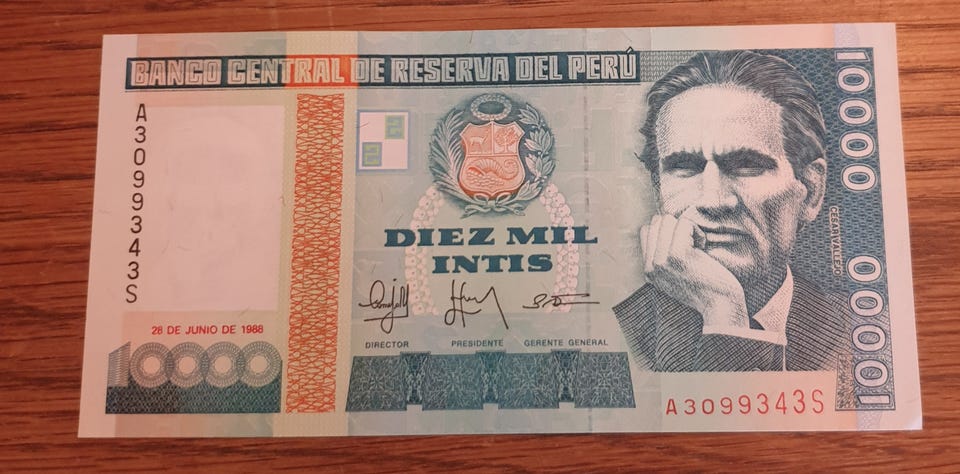 BANCO CENTRAL DE RESERVA DEL PERÚ
A3099343S
DIEZ MIL
INTIS
DIRECTOR PRESIDENTE GERENTE GENERAL
28 DE JUNIO DE 1988
10000
CESAR VALLEJO
10000
10000
A3099343S